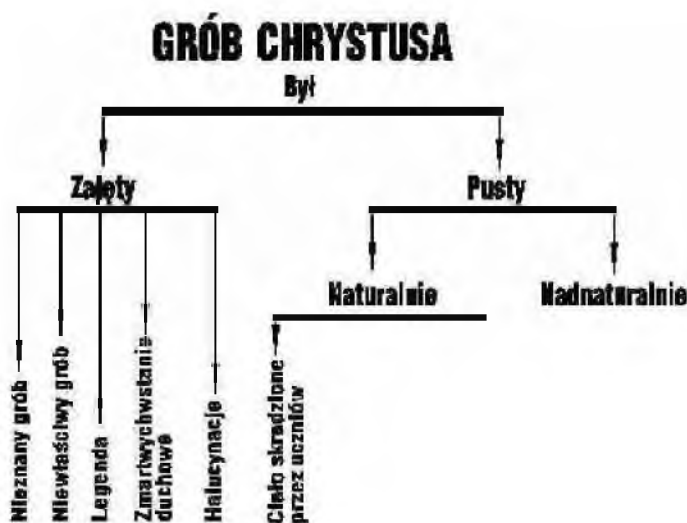 GRÓB CHRYSTUSA
Był
Zajęty
Pusty
Naturalnie
Nadnaturalnie
Nieznany grób
Niewłaściwy grób
Legenda
Zmartwychwstanie
duchowe
Halucynacje
Ciało skradzione
przez uczniów